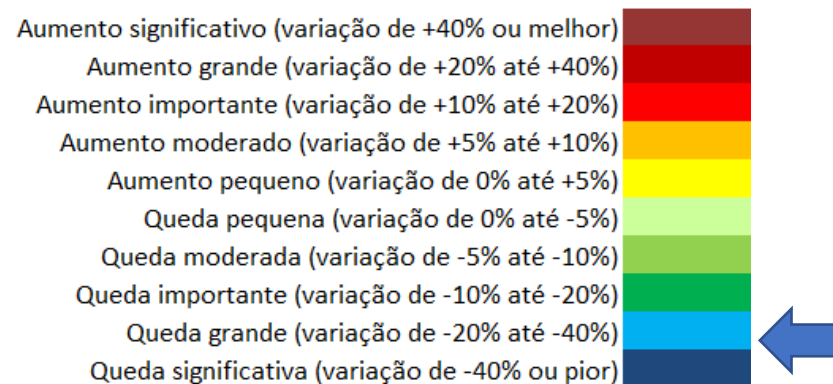 Aumento significativo (variação de +40% ou melhor)
Aumento grande (variação de +20% até +40%)
Aumento importante (variação de +10% até +20%)
Aumento moderado (variação de +5% até +10%)
Aumento pequeno (variação de 0% até +5%)
Queda pequena (variação de 0% até -5%)
Queda moderada (variação de -5% até -10%)
Queda importante (variação de -10% até -20%)
Queda grande (variação de -20% até -40%)
Queda significativa (variação de -40% ou pior)